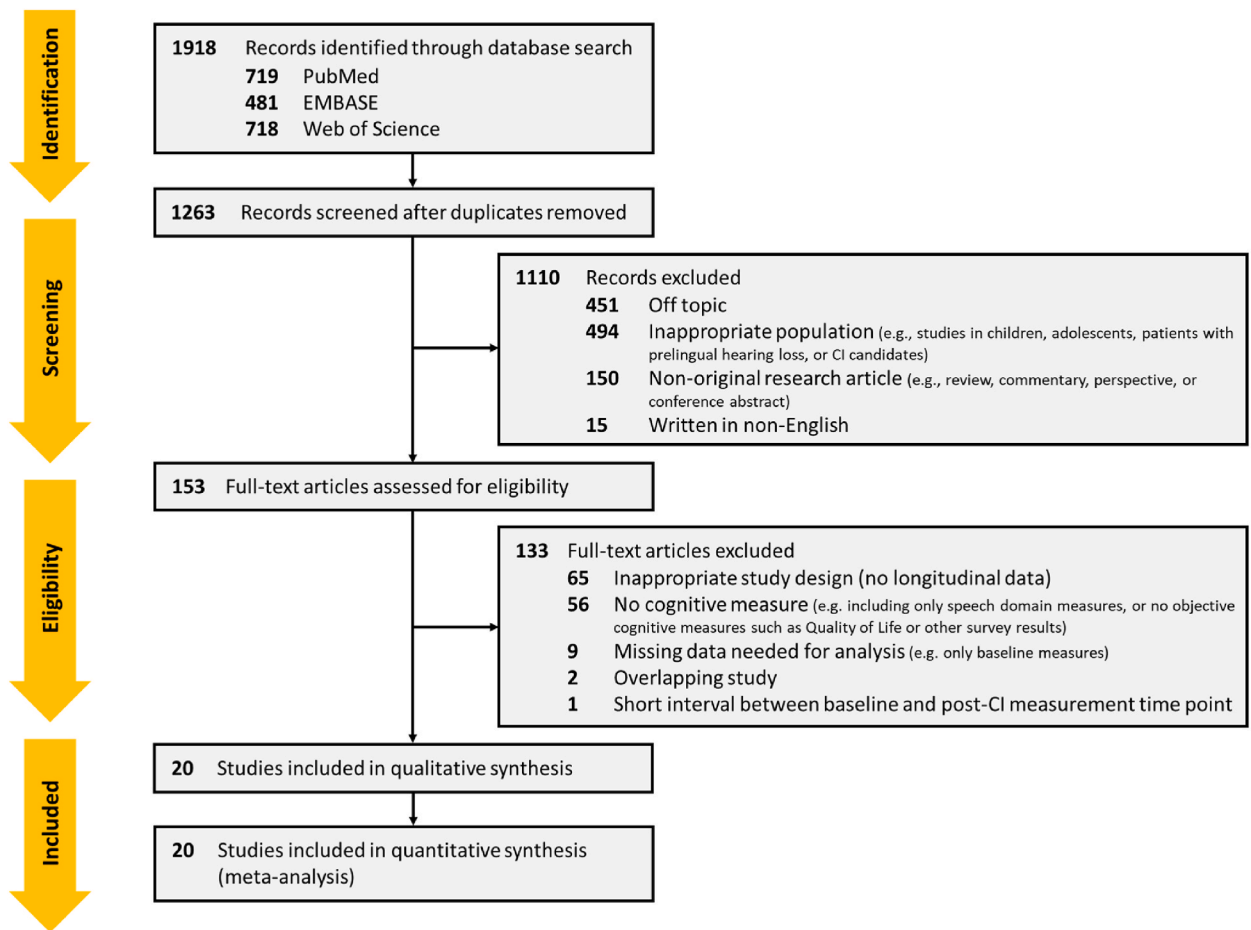 Identification
1918 Records identified through database search
719 PubMed
481 EMBASE
718 Web of Science
1263 Records screened after duplicates removed
Screening
1110 Records excluded
451 Off topic
494 Inappropriate population (e.g., studies in children, adolescents, patients with
prelingual hearing loss, or CI candidates)
150 Non-original research article (e.g., review, commentary, perspective, or
conference abstract)
15 Written in non-English
153 Full-text articles assessed for eligibility
Eligibility
133 Full-text articles excluded
65 Inappropriate study design (no longitudinal data)
56 No cognitive measure (e.g. including only speech domain measures, or no objective
cognitive measures such as Quality of Life or other survey results)
9 Missing data needed for analysis (e.g. only baseline measures)
2 Overlapping study
1 Short interval between baseline and post-CI measurement time point
Included
20 Studies included in qualitative synthesis
20 Studies included in quantitative synthesis
(meta-analysis)